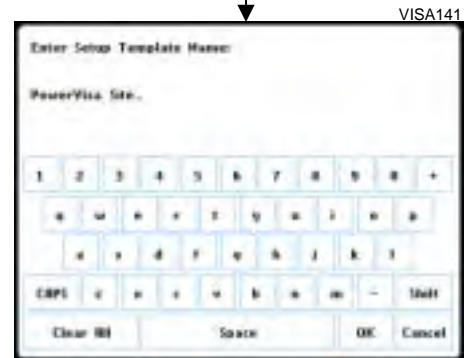 VISA141
Enter Setup Template Name:
PowerVisa Site_
1 2 3 4 5 6 7 8 9 0 +
q w e r t y u i o p
a s d f g h j k l
CAPS z x c v b n m - Shift
Clear All Space OK Cancel